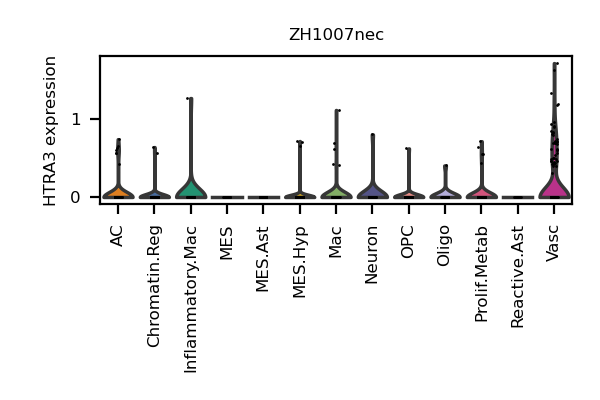 ZH1007nec
HTRA3 expression
1
0
AC
Chromatin.Reg
Inflammatory.Mac
MES
MES.Ast
MES.Hyp
Mac
Neuron
OPC
Oligo
Prolif.Metab
Reactive.Ast
Vasc